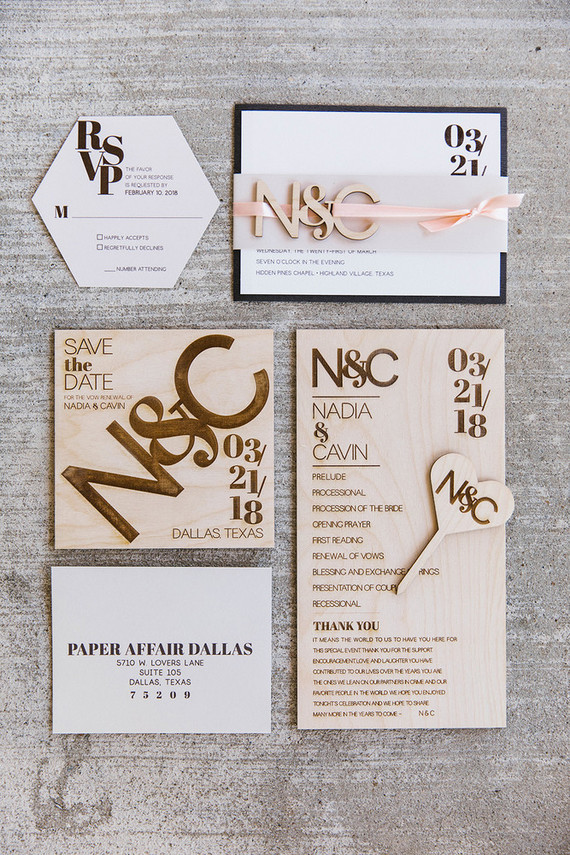 RSVP
THE FAVOR
OF YOUR RESPONSE
IS REQUESTED BY
FEBRUARY 10, 2018
M
HAPPILY ACCEPTS
REGRETFULLY DECLINES
NUMBER ATTENDING
03/
21/
N&C
WEDNESDAY, THE TWENTY-FIRST OF MARCH
SEVEN O'CLOCK IN THE EVENING
HIDDEN PINES CHAPEL • HIGHLAND VILLAGE, TEXAS
SAVE
the
DATE
FOR THE VOW RENEWAL OF
NADIA & CAVIN
N&C
03/
21/
18
DALLAS, TEXAS
PAPER AFFAIR DALLAS
5710 W. LOVERS LANE
SUITE 105
DALLAS, TEXAS
75209
N&C
03/
21/
18
NADIA
&
CAVIN
PRELUDE
PROCESSIONAL
PROCESSION OF THE BRIDE
OPENING PRAYER
FIRST READING
RENEWAL OF VOWS
BLESSING AND EXCHANGE RINGS
PRESENTATION OF COUP
RECESSIONAL
N&C
THANK YOU
IT MEANS THE WORLD TO US TO HAVE YOU HERE FOR
THIS SPECIAL EVENT. THANK YOU FOR THE SUPPORT
ENCOURAGEMENT, LOVE AND LAUGHTER YOU HAVE
CONTRIBUTED TO OUR LIVES OVER THE YEARS. YOU ARE
THE ONES WE LEAN ON, OUR PARTNERS IN CRIME AND OUR
FAVORITE PEOPLE IN THE WORLD. WE HOPE YOU ENJOYED
TONIGHT'S CELEBRATION AND WE HOPE TO SHARE
MANY MORE IN THE YEARS TO COME ~ N&C